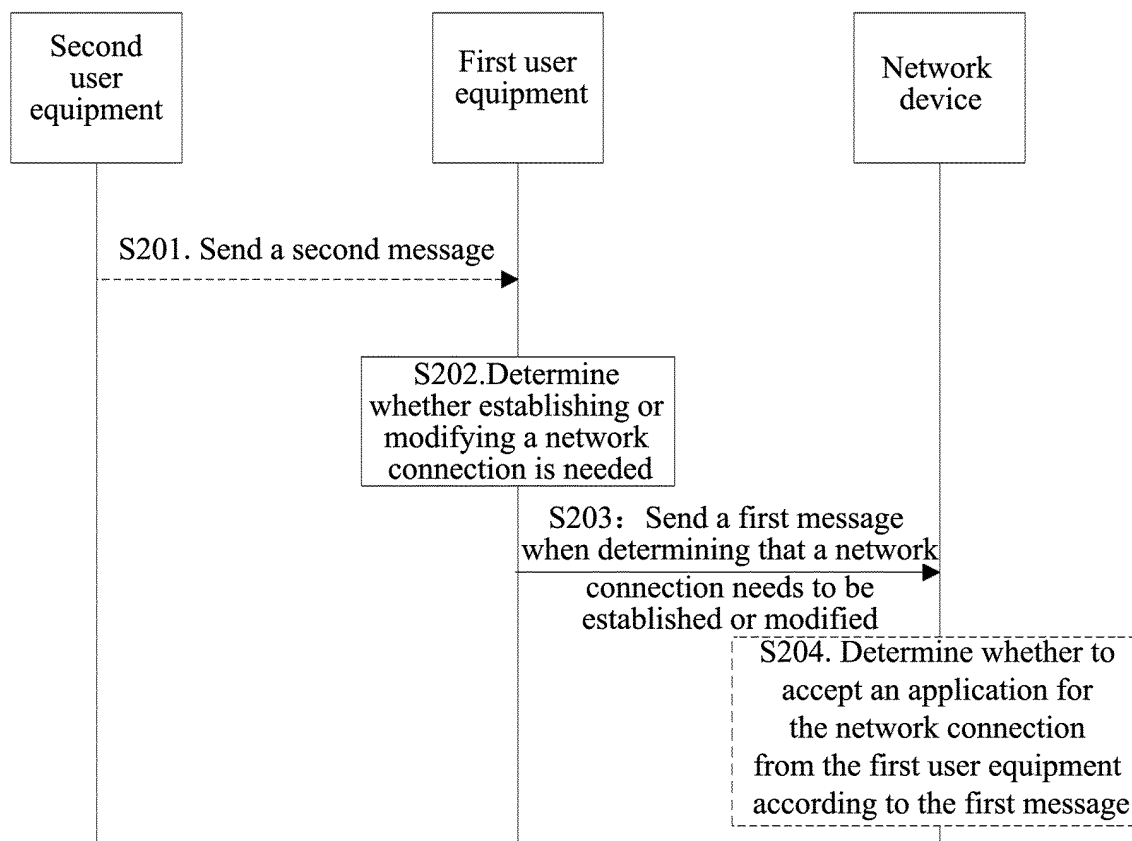 Second
user
equipment
First user
equipment
Network
device
S201. Send a second message
S202.Determine
whether establishing or
modifying a network
connection is needed
S203： Send a first message
when determining that a network
connection needs to be
established or modified
S204. Determine whether to
accept an application for
the network connection
from the first user equipment
according to the first message